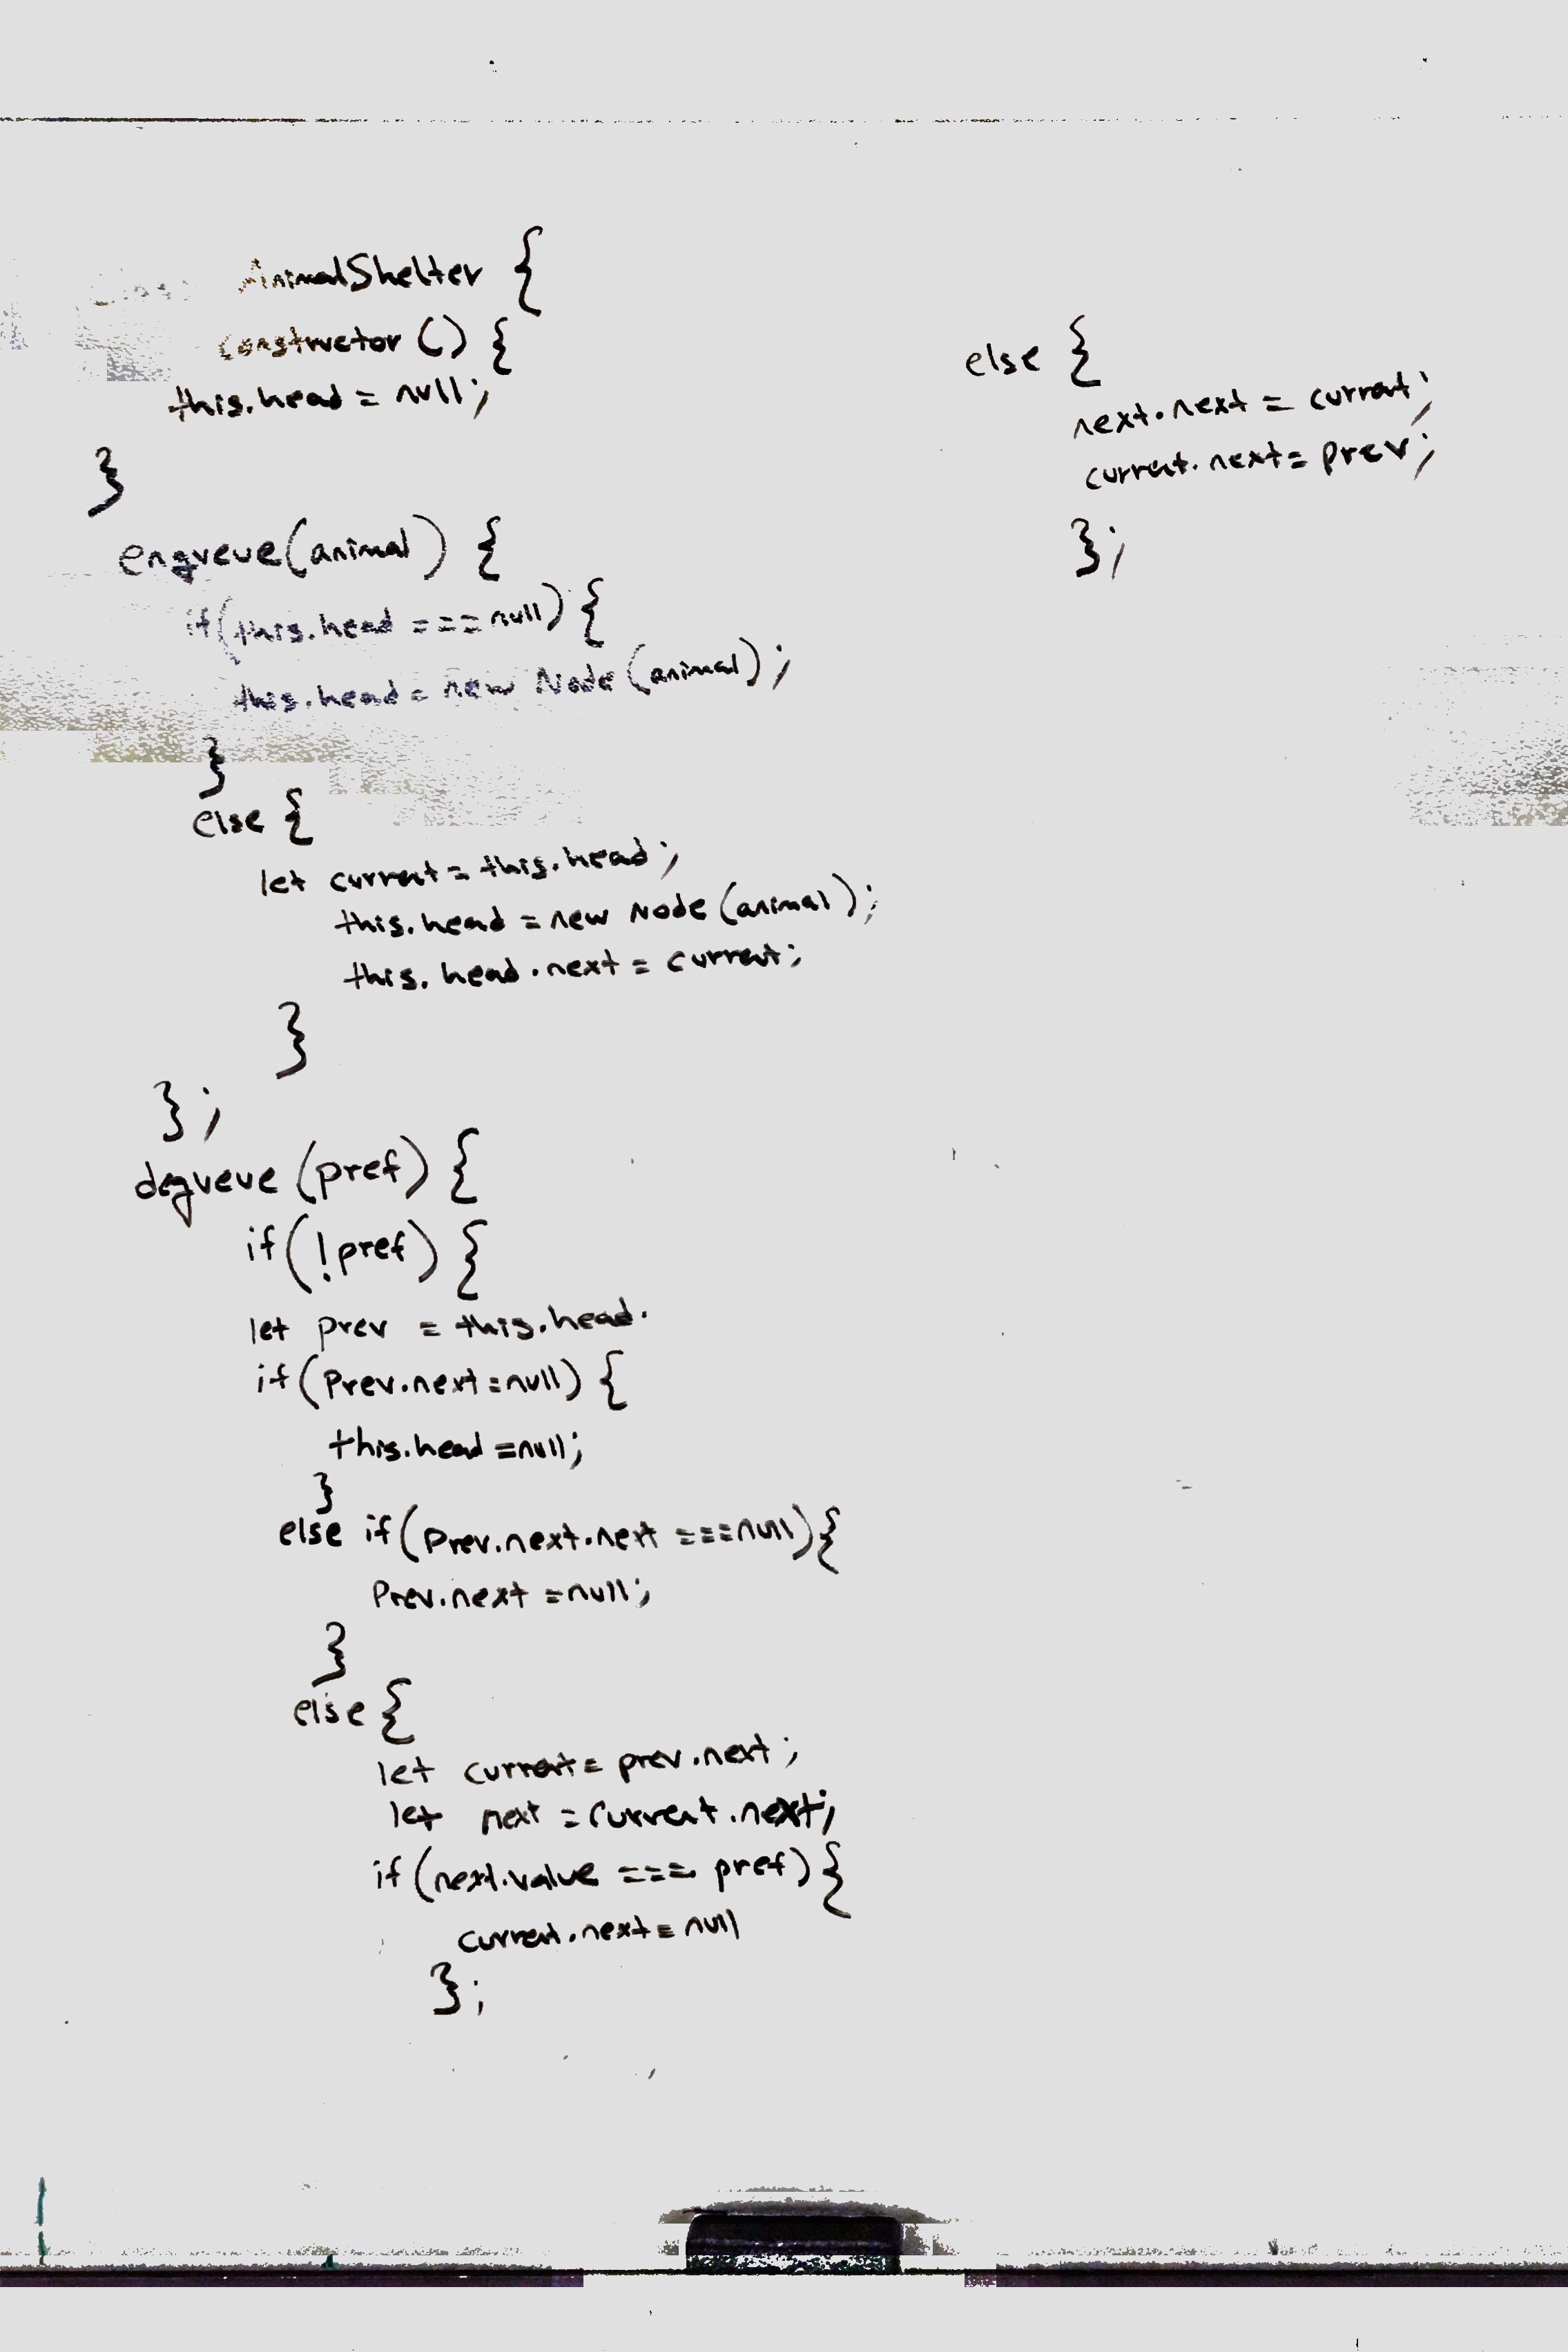 AnimalShelter {
constructor () {
this.head = null;
}
enqueue(animal) {
if(this.head === null) {
this.head = new Node(animal);
}
else {
let current = this.head;
this.head = new Node(animal);
this.head.next = current;
}
};
dequeue (pref) {
if(!pref) {
let prev = this.head.
if(Prev.next=null) {
this.head =null;
}
else if(Prev.next.next ===null){
Prev.next =null;
}
else {
let current = prev.next;
let next = current.next;
if(next.value === pref){
current.next = null
};
else {
next.next = current;
current.next = prev;
};